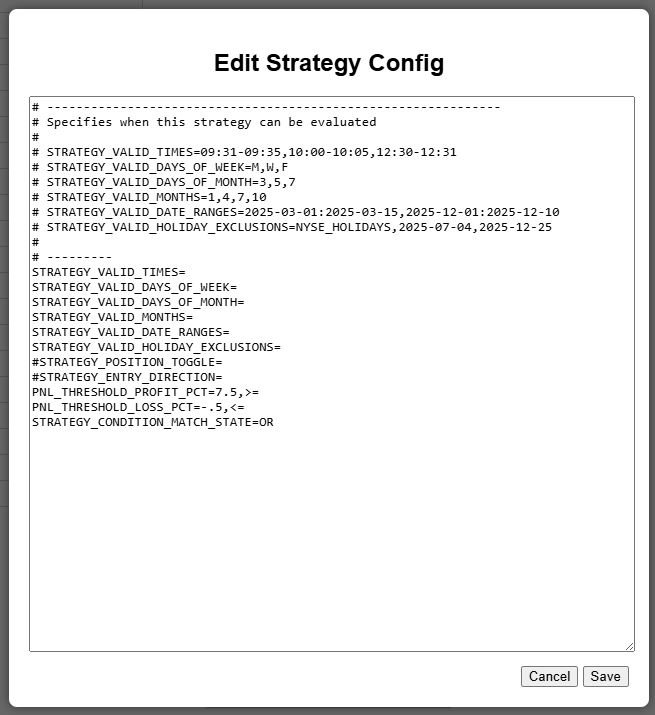 Edit Strategy Config
# --------------------------------------------------------------
# Specifies when this strategy can be evaluated
#
# STRATEGY_VALID_TIMES=09:31-09:35,10:00-10:05,12:30-12:31
# STRATEGY_VALID_DAYS_OF_WEEK=M,W,F
# STRATEGY_VALID_DAYS_OF_MONTH=3,5,7
# STRATEGY_VALID_MONTHS=1,4,7,10
# STRATEGY_VALID_DATE_RANGES=2025-03-01:2025-03-15,2025-12-01:2025-12-10
# STRATEGY_VALID_HOLIDAY_EXCLUSIONS=NYSE_HOLIDAYS,2025-07-04,2025-12-25
#
# ---------
STRATEGY_VALID_TIMES=
STRATEGY_VALID_DAYS_OF_WEEK=
STRATEGY_VALID_DAYS_OF_MONTH=
STRATEGY_VALID_MONTHS=
STRATEGY_VALID_DATE_RANGES=
STRATEGY_VALID_HOLIDAY_EXCLUSIONS=
#STRATEGY_POSITION_TOGGLE=
#STRATEGY_ENTRY_DIRECTION=
PNL_THRESHOLD_PROFIT_PCT=7.5,>=
PNL_THRESHOLD_LOSS_PCT=-.5,<=
STRATEGY_CONDITION_MATCH_STATE=OR
Cancel Save